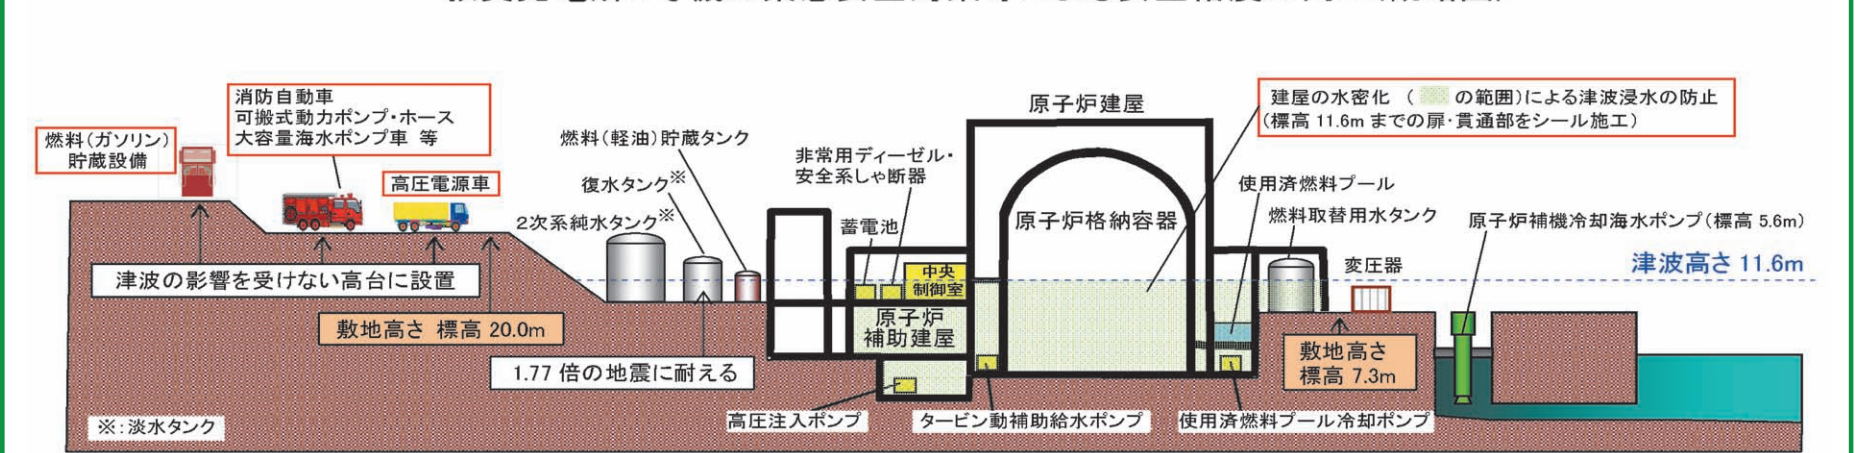 燃料(ガソリン)
貯蔵設備
消防自動車
可搬式動力ポンプ・ホース
大容量海水ポンプ車 等
高圧電源車
津波の影響を受けない高台に設置
敷地高さ 標高 20.0m
2次系純水タンク※
復水タンク※
燃料(軽油)貯蔵タンク
1.77 倍の地震に耐える
非常用ディーゼル・
安全系しゃ断器
蓄電池
中央
制御室
原子炉
補助建屋
高圧注入ポンプ
原子炉建屋
原子炉格納容器
タービン動補助給水ポンプ
建屋の水密化 ( の範囲)による津波浸水の防止
(標高 11.6m までの扉・貫通部をシール施工)
使用済燃料プール
燃料取替用水タンク
使用済燃料プール冷却ポンプ
変圧器
敷地高さ
標高 7.3m
原子炉補機冷却海水ポンプ(標高 5.6m)
津波高さ 11.6m
※:淡水タンク